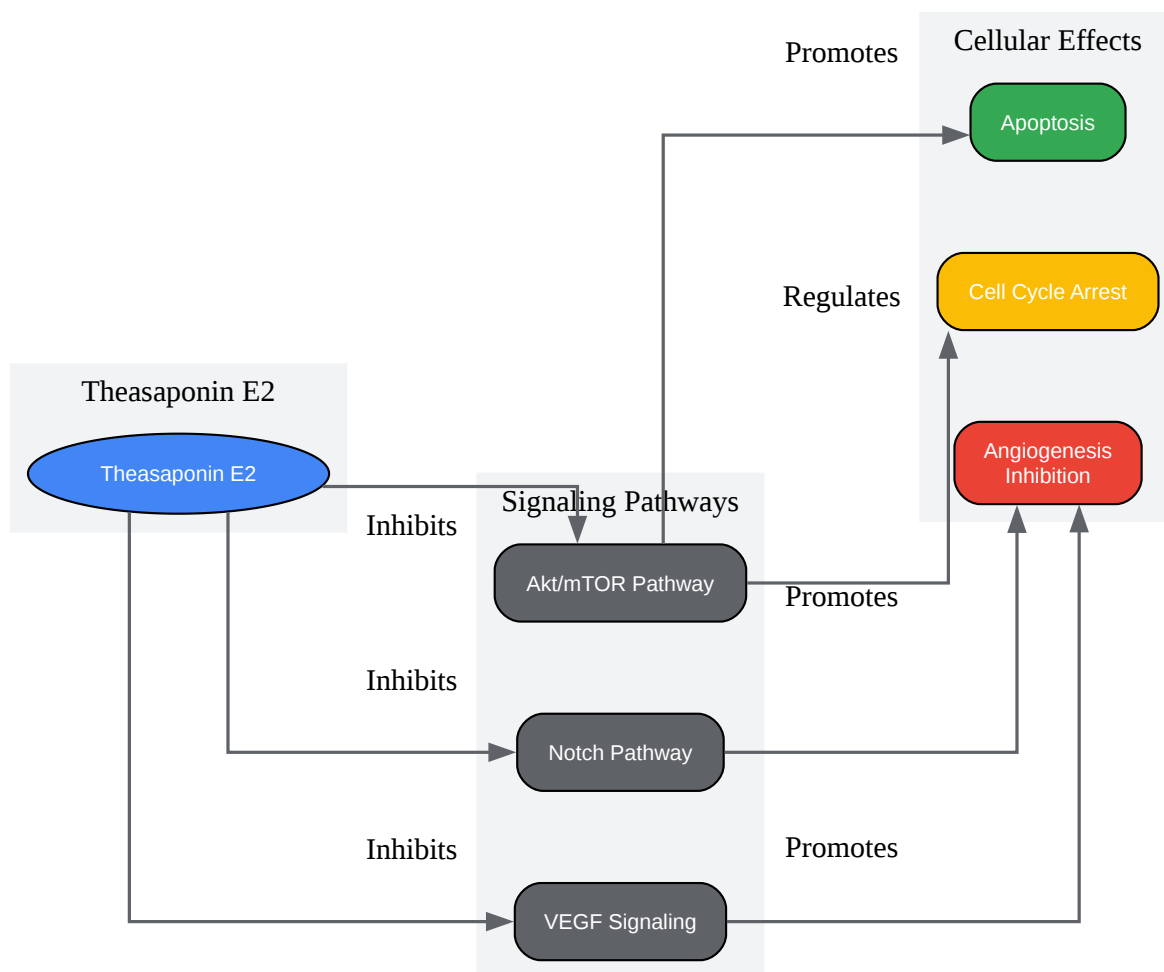 Promotes
Cellular Effects
Apoptosis
Regulates
Cell Cycle Arrest
Theasaponin E2
Theasaponin E2
Angiogenesis
Inhibition
Signaling Pathways
Inhibits
Akt/mTOR Pathway
Promotes
Inhibits
Notch Pathway
Inhibits
Promotes
VEGF Signaling